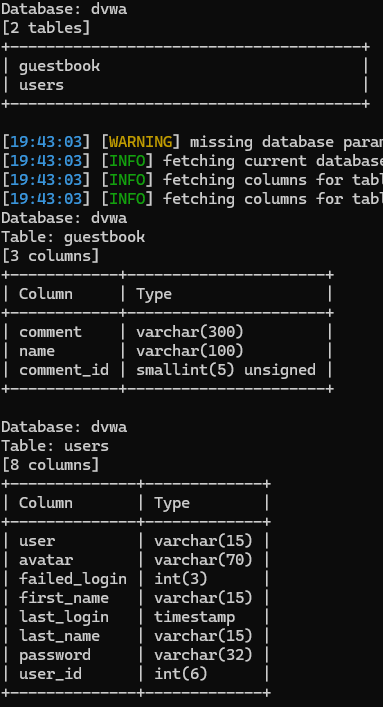 Database: dvwa
[2 tables]
+-------------------------------------+
| guestbook                           |
| users                               |
+-------------------------------------+
[19:43:03] [WARNING] missing database param
[19:43:03] [INFO] fetching current database
[19:43:03] [INFO] fetching columns for tabl
[19:43:03] [INFO] fetching columns for tabl
Database: dvwa
Table: guestbook
[3 columns]
+------------+----------------------+
| Column     | Type                 |
+------------+----------------------+
| comment    | varchar(300)         |
| name       | varchar(100)         |
| comment_id | smallint(5) unsigned |
+------------+----------------------+
Database: dvwa
Table: users
[8 columns]
+--------------+-------------+
| Column       | Type        |
+--------------+-------------+
| user         | varchar(15) |
| avatar       | varchar(70) |
| failed_login | int(3)      |
| first_name   | varchar(15) |
| last_login   | timestamp   |
| last_name    | varchar(15) |
| password     | varchar(32) |
| user_id      | int(6)      |
+--------------+-------------+